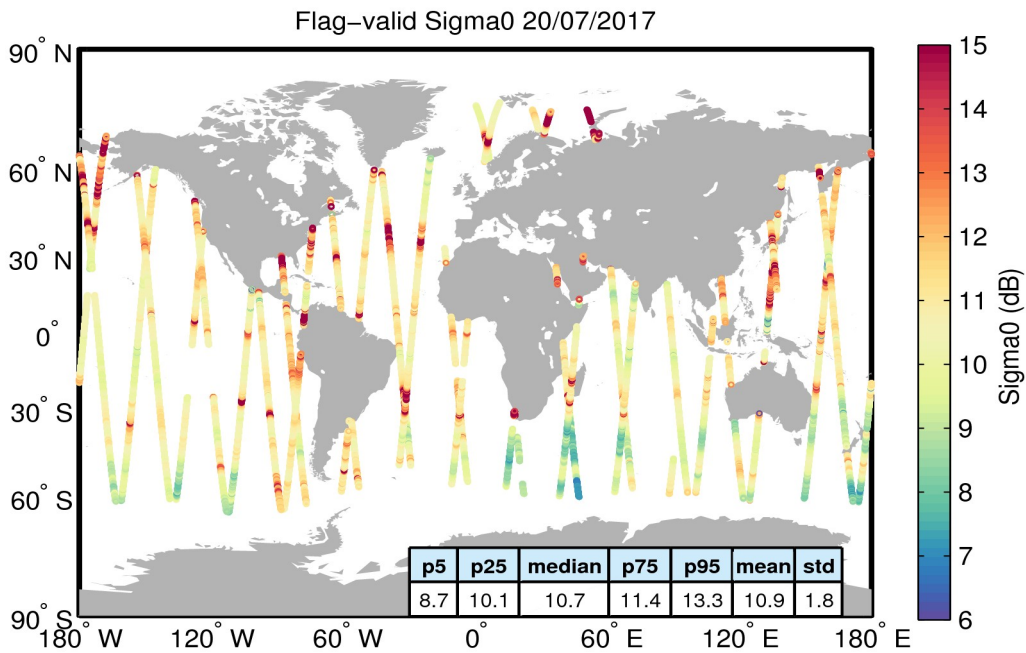 Flag−valid Sigma0 20/07/2017
90° N
60° N
30° N
0°
30° S
60° S
90° S
180° W 120° W 60° W 0° 60° E 120° E 180° E
15
14
13
12
11
10
9
8
7
6
Sigma0 (dB)
p5 p25 median p75 p95 mean std
8.7 10.1 10.7 11.4 13.3 10.9 1.8